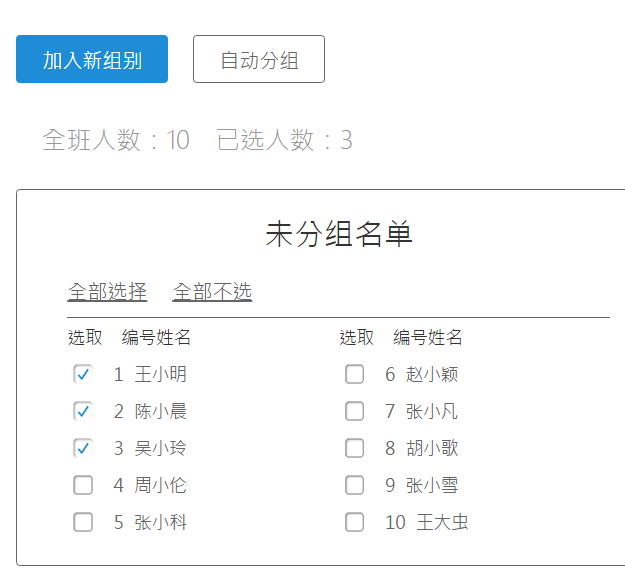 加入新组别 自动分组
全班人数：10 已选人数：3
未分组名单
全部选择 全部不选
选取 编号姓名 选取 编号姓名
1 王小明 6 赵小颖
2 陈小晨 7 张小凡
3 吴小玲 8 胡小歌
4 周小伦 9 张小雪
5 张小科 10 王大虫